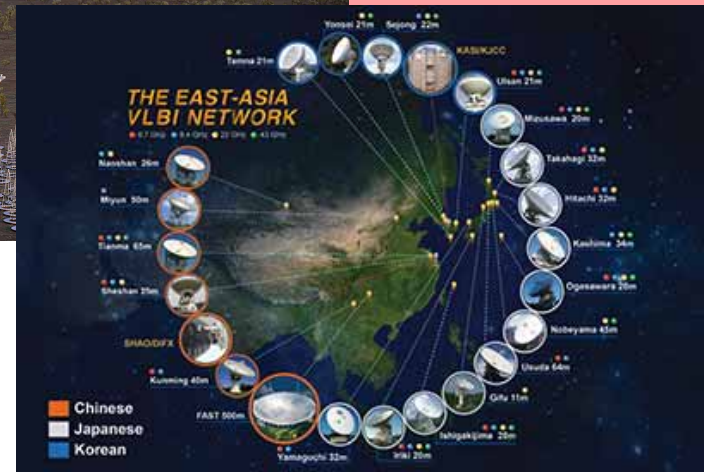 Yonsei 21m
Sejong 22m
Tamna 21m
KASI/KJCC
Ulsan 21m
THE EAST-ASIA
VLBI NETWORK
6.7 GHz
8.4 GHz
22 GHz
43 GHz
Mizusawa 20m
Takahagi 32m
Nanshan 26m
Hitachi 32m
Miyun 50m
Kashima 34m
Tianma 65m
Ogasawara 20m
Sheshan 25m
Nobeyama 45m
SHAO/DIFX
Usuda 64m
Kunming 40m
Gifu 11m
FAST 500m
Ishigakijima 20m
Yamaguchi 32m
Iriki 20m
Chinese
Japanese
Korean